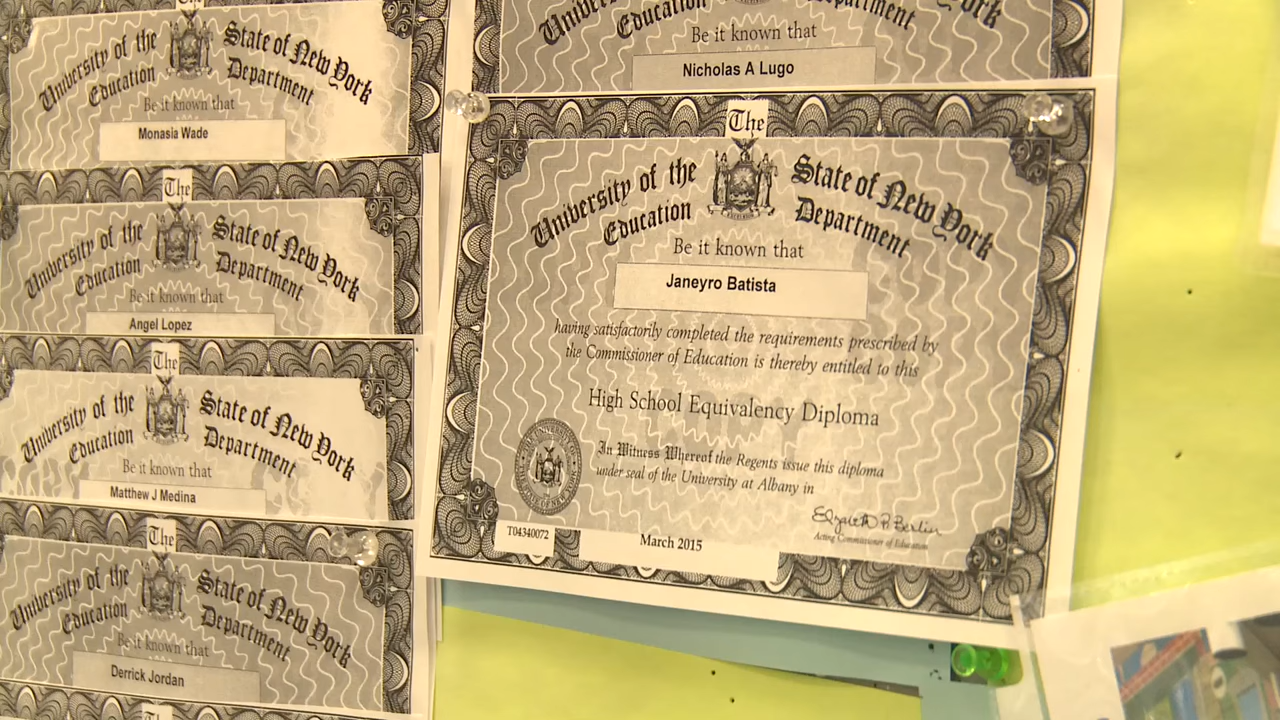 University of the State of New York
Education Department
Be it known that
Monasia Wade
The
University of the State of New York
Education Department
Be it known that
Angel Lopez
The
University of the State of New York
Education Department
Be it known that
Matthew J Medina
The
University of the State of New York
Education Department
Be it known that
Derrick Jordan
The
University York
Education Department
Be it known that
Nicholas A Lugo
The
University of the State of New York
Education Department
Be it known that
Janeyro Batista
having satisfactorily completed the requirements prescribed by
the Commissioner of Education is thereby entitled to this
High School Equivalency Diploma
In Witness Whereof the Regents issue this diploma
under seal of the University at Albany in
T04340072
March 2015
Elizabeth R Berlin
Acting Commissioner of Education